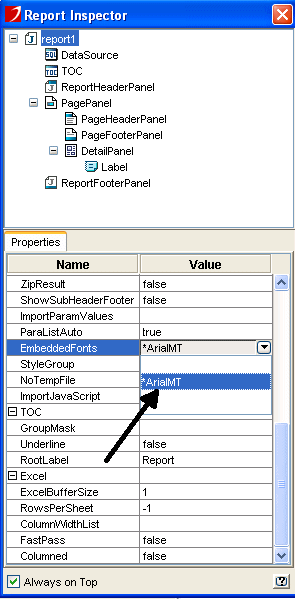 Report Inspector
report1
DataSource
TOC
ReportHeaderPanel
PagePanel
PageHeaderPanel
PageFooterPanel
DetailPanel
Label
ReportFooterPanel
Properties
Name Value
ZipResult false
ShowSubHeaderFooter false
ImportParamValues
ParaListAuto true
EmbeddedFonts *ArialMT
StyleGroup
NoTempFile *ArialMT
ImportJavaScript
TOC
GroupMask
Underline false
RootLabel Report
Excel
ExcelBufferSize 1
RowsPerSheet -1
ColumnWidthList
FastPass false
Columned false
Always on Top